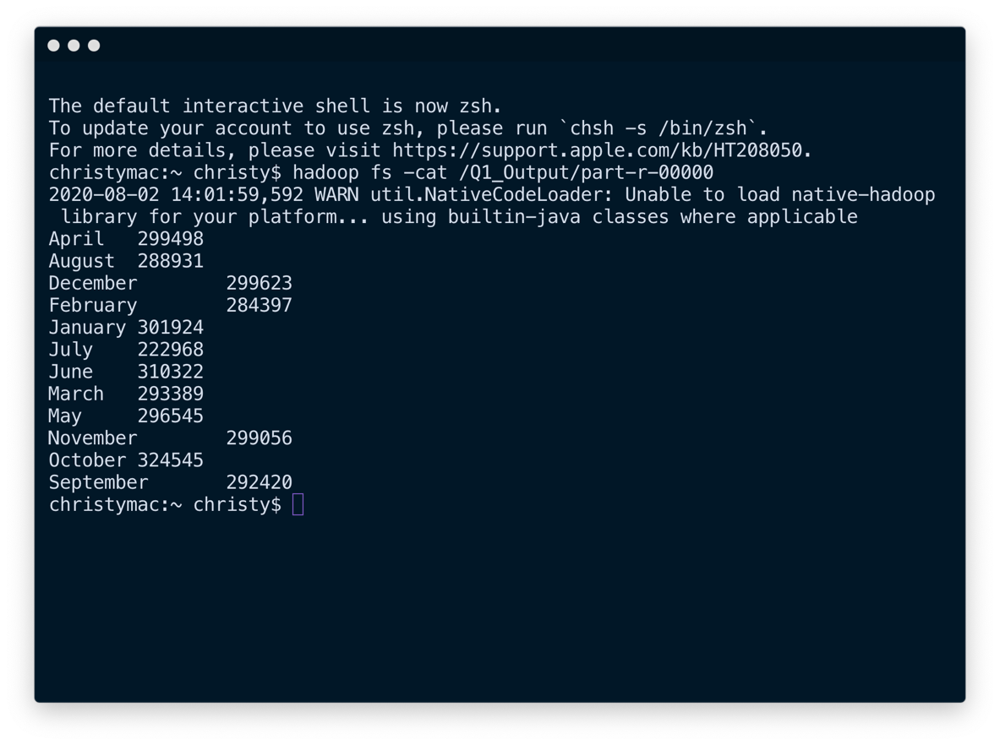 The default interactive shell is now zsh.
To update your account to use zsh, please run `chsh -s /bin/zsh`.
For more details, please visit https://support.apple.com/kb/HT208050.
christymac:~ christy$ hadoop fs -cat /Q1_Output/part-r-00000
2020-08-02 14:01:59,592 WARN util.NativeCodeLoader: Unable to load native-hadoop
 library for your platform... using builtin-java classes where applicable
April   299498
August  288931
December        299623
February        284397
January 301924
July    222968
June    310322
March   293389
May     296545
November        299056
October 324545
September       292420
christymac:~ christy$